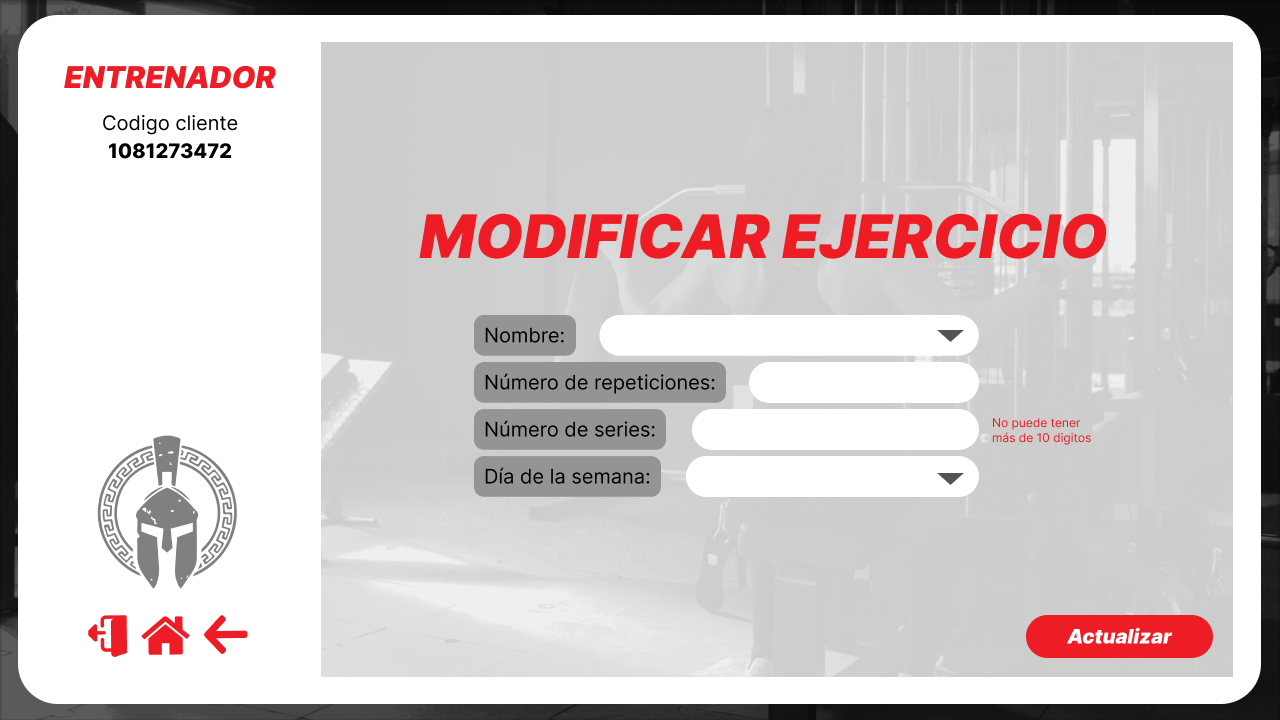 ENTRENADOR
Codigo cliente
1081273472
MODIFICAR EJERCICIO
Nombre:
Número de repeticiones:
Número de series:
No puede tener
más de 10 digitos
Día de la semana:
Actualizar